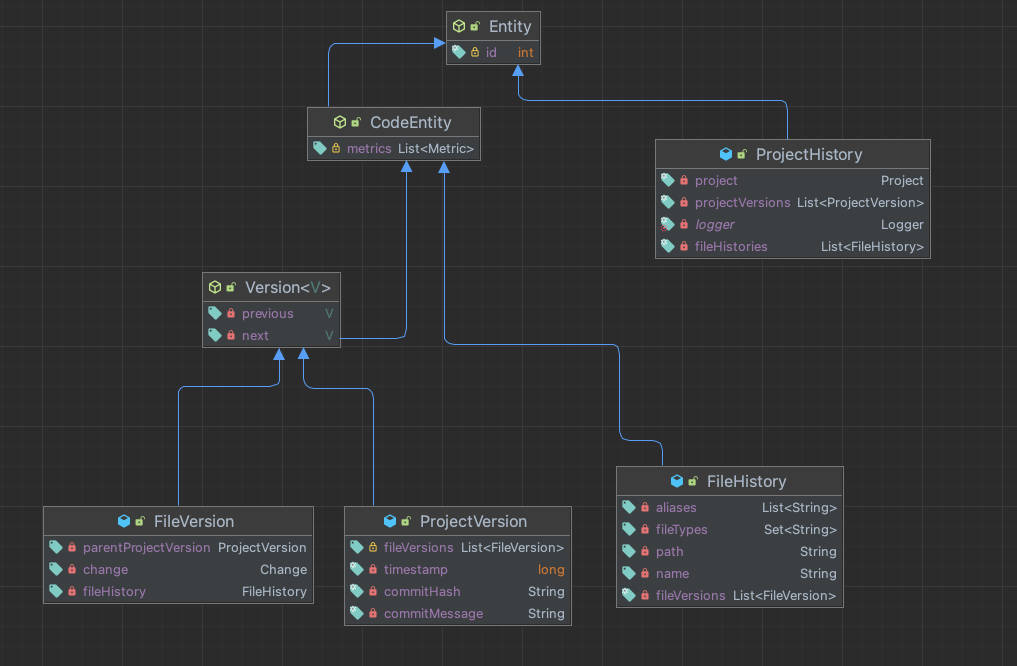 Entity
id int
CodeEntity
metrics List<Metric>
ProjectHistory
project Project
projectVersions List<ProjectVersion>
logger Logger
fileHistories List<FileHistory>
Version<V>
previous V
next V
FileVersion
parentProjectVersion ProjectVersion
change Change
fileHistory FileHistory
ProjectVersion
fileVersions List<FileVersion>
timestamp long
commitHash String
commitMessage String
FileHistory
aliases List<String>
fileTypes Set<String>
path String
name String
fileVersions List<FileVersion>